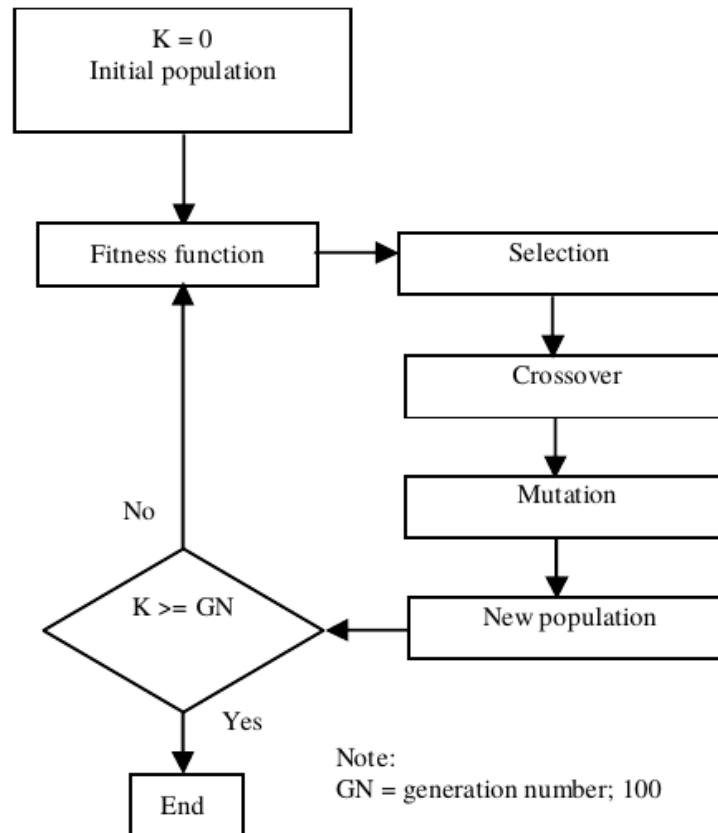 K = 0
Initial population
Fitness function
Selection
Crossover
Mutation
New population
K >= GN
No
Yes
End
Note:
GN = generation number; 100